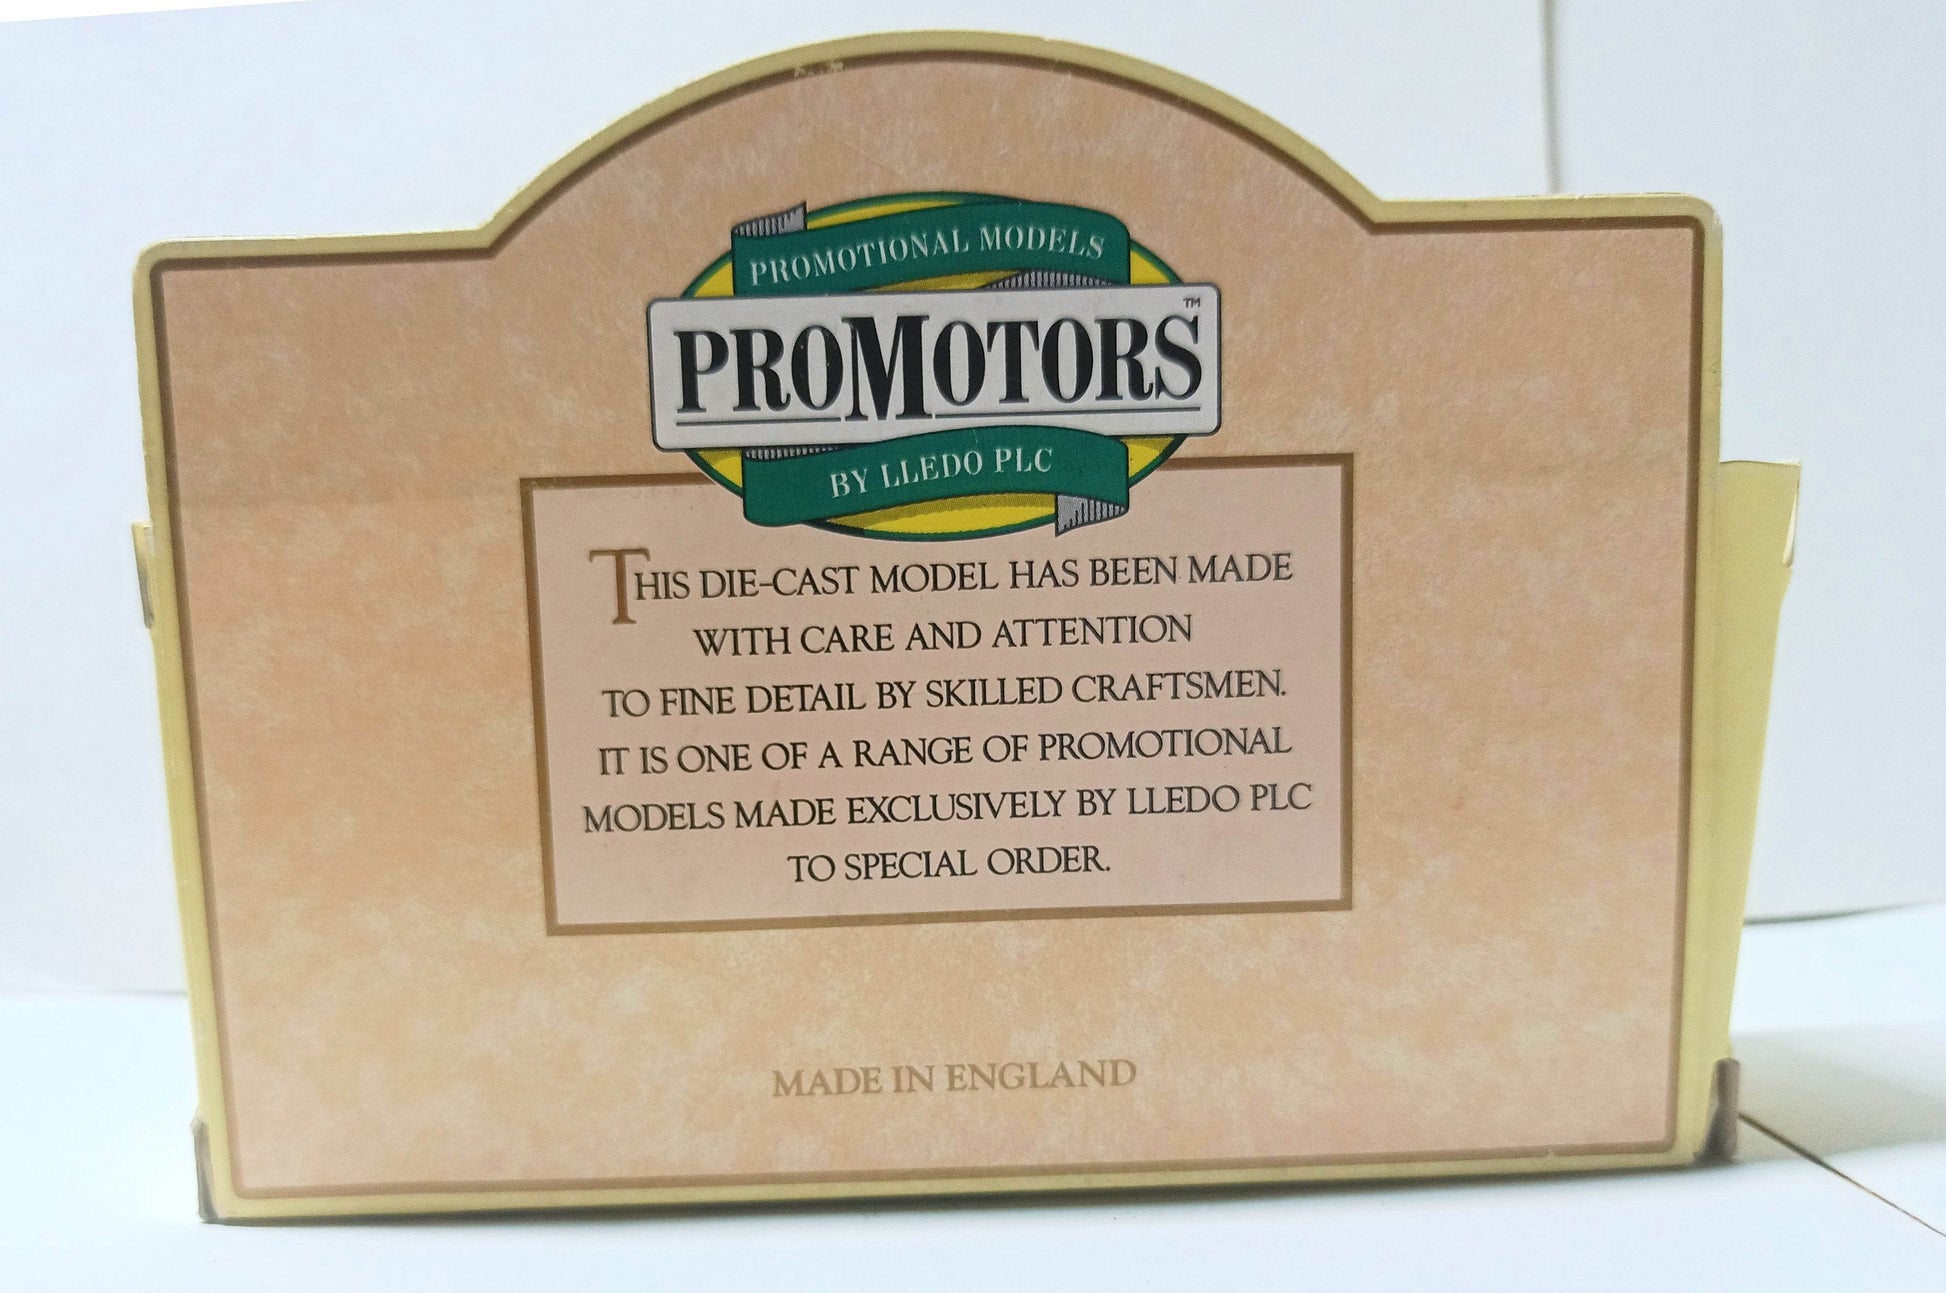 PROMOTIONAL MODELS
PROMOTORS™
BY LLEDO PLC
THIS DIE-CAST MODEL HAS BEEN MADE
WITH CARE AND ATTENTION
TO FINE DETAIL BY SKILLED CRAFTSMEN.
IT IS ONE OF A RANGE OF PROMOTIONAL
MODELS MADE EXCLUSIVELY BY LLEDO PLC
TO SPECIAL ORDER.
MADE IN ENGLAND